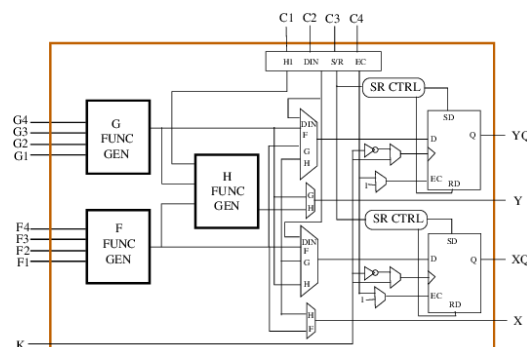 C1 C2 C3 C4
H1 DIN S/R EC
SR CTRL
G4
G3
G2
G1
G
FUNC
GEN
DIN
F
G
H
SD
D
Q
YQ
EC
1
RD
H
FUNC
GEN
G
H
Y
F4
F3
F2
F1
F
FUNC
GEN
SR CTRL
DIN
F
G
H
SD
D
Q
XQ
EC
1
RD
H
F
X
K